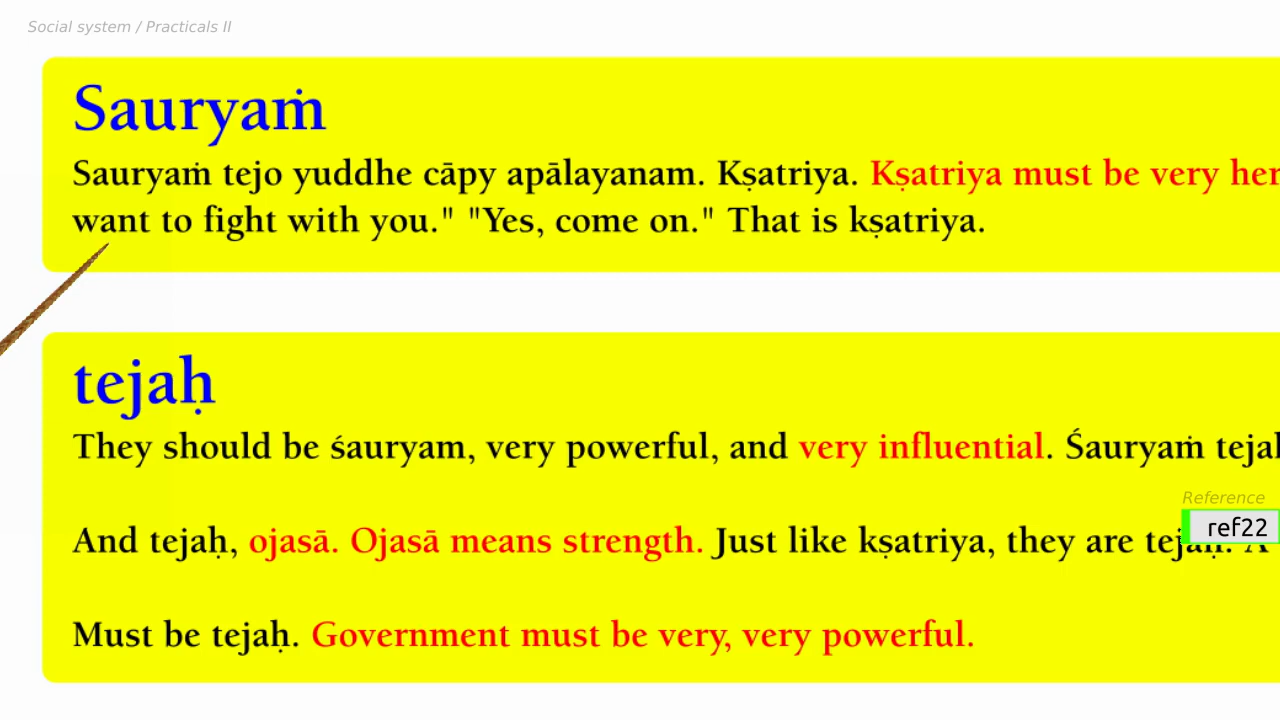 Social system / Practicals II
Sauryaṁ
Sauryaṁ tejo yuddhe cāpy apālayanam. Kṣatriya. Kṣatriya must be very
want to fight with you." "Yes, come on." That is kṣatriya.
tejaḥ
They should be śauryam, very powerful, and very influential. Śauryaṁ
Reference
ref22
And tejaḥ, ojasā. Ojasā means strength. Just like kṣatriya, they are tejaḥ. A
Must be tejaḥ. Government must be very, very powerful.